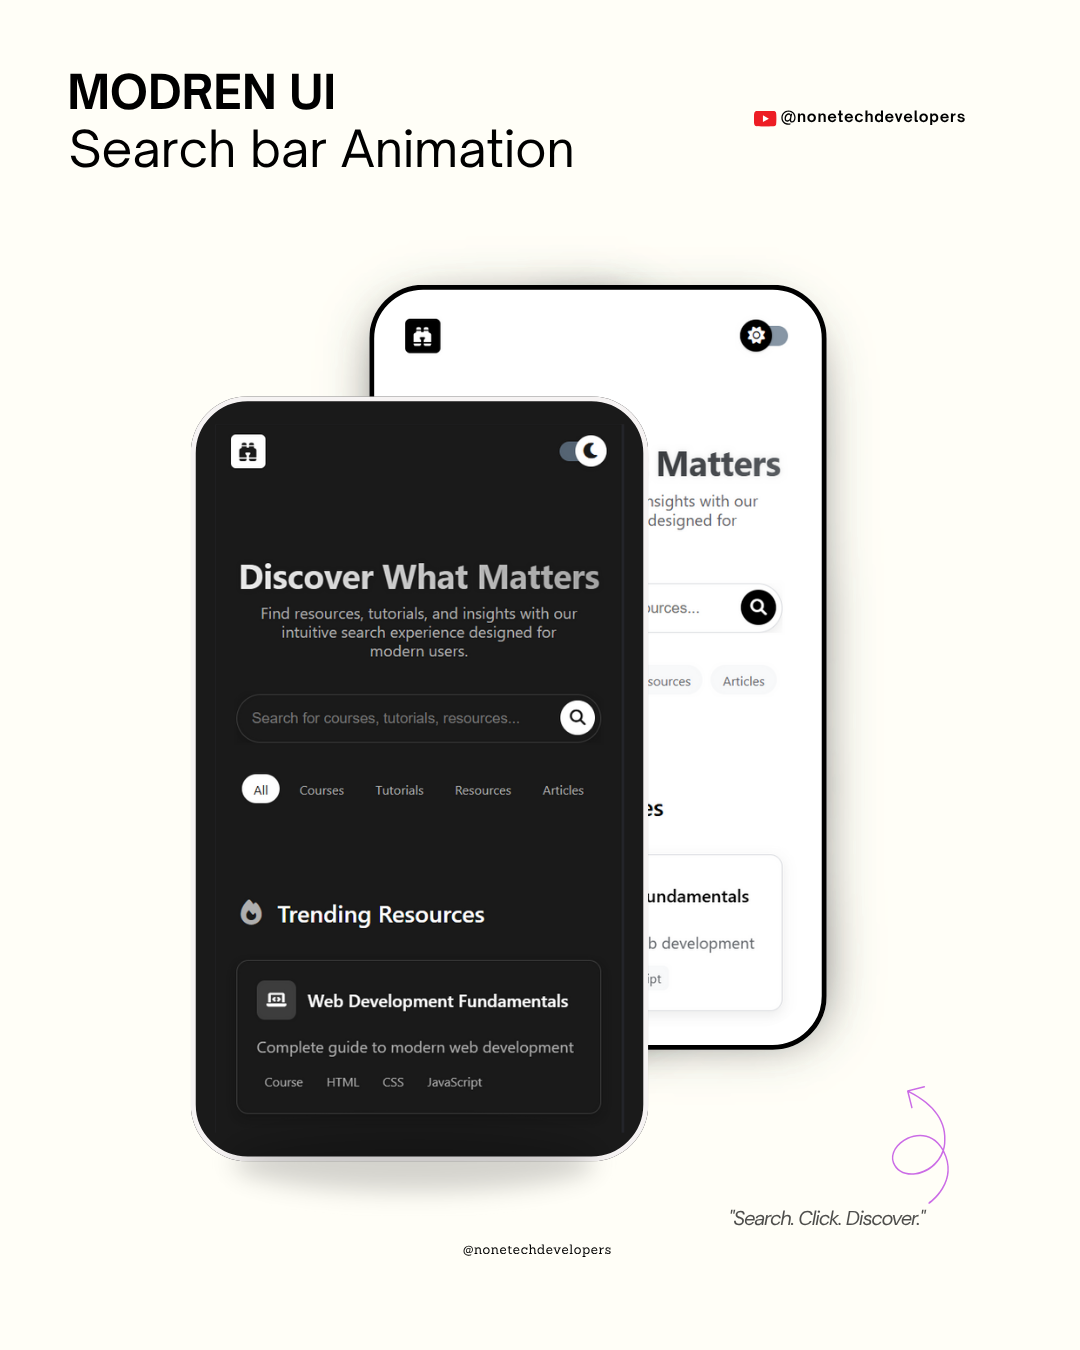 MODREN UI
Search bar Animation
@nonetechdevelopers
Matters
nsights with our
designed for
urces...
sources
Articles
es
undamentals
b development
ipt
Discover What Matters
Find resources, tutorials, and insights with our
intuitive search experience designed for
modern users.
Search for courses, tutorials, resources...
All
Courses
Tutorials
Resources
Articles
Trending Resources
Web Development Fundamentals
Complete guide to modern web development
Course
HTML
CSS
JavaScript
"Search. Click. Discover."
@nonetechdevelopers